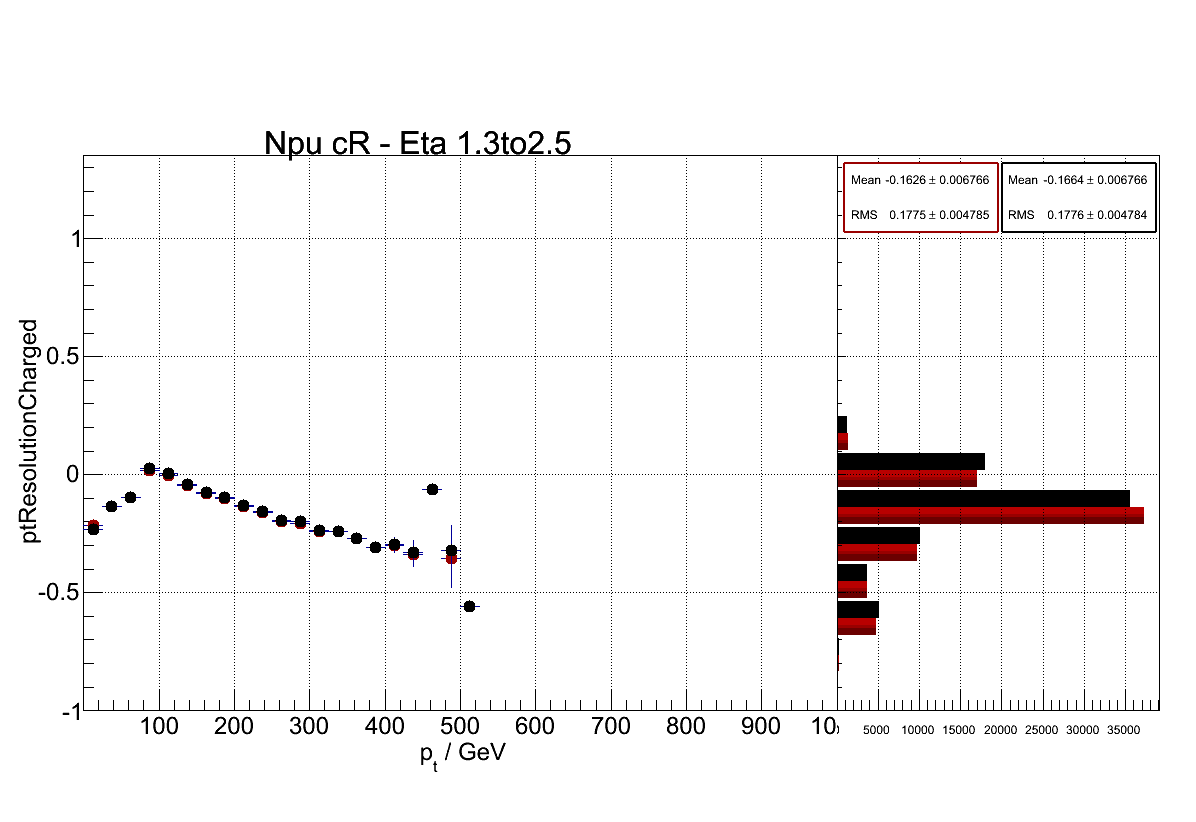 Npu cR - Eta 1.3to2.5
Mean -0.1626 ± 0.006766
RMS 0.1775 ± 0.004785
Mean -0.1664 ± 0.006766
RMS 0.1776 ± 0.004784
ptResolutionCharged
1
0.5
0
-0.5
-1
100 200 300 400 500 600 700 800 900 10
5000 10000 15000 20000 25000 30000 35000
pt / GeV